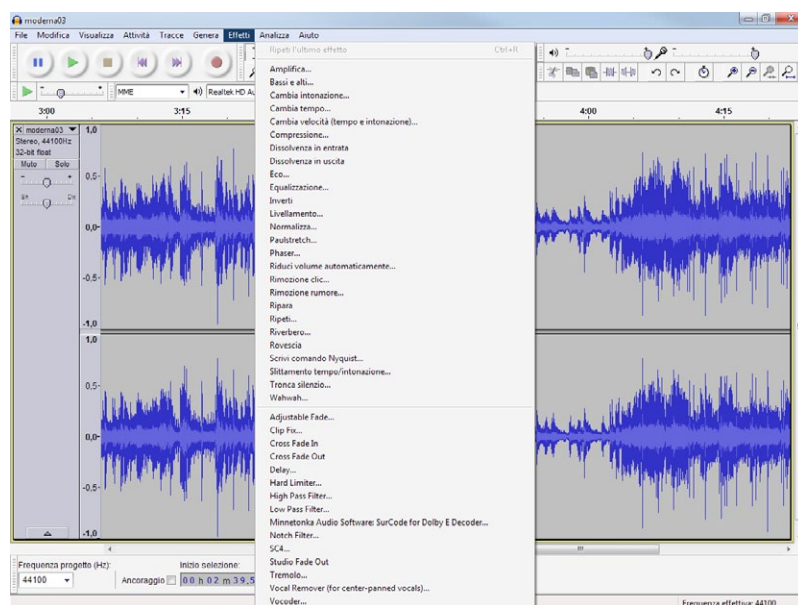 moderna03
File Modifica Visualizza Attività Tracce Genera Effetti Analizza Aiuto
Ripeti l'ultimo effetto Ctrl+R
MME Realtek HD Au
3:00 3:15 4:00 4:15
Amplifica...
Bassi e alti...
Cambia intonazione...
Cambia tempo...
Cambia velocità (tempo e intonazione)...
Compressione...
Dissolvenza in entrata
Dissolvenza in uscita
Eco...
Equalizzazione...
Inverti
Livellamento...
Normalizza...
Paulstretch...
Phaser...
Riduci volume automaticamente...
Rimozione clic...
Rimozione rumore...
Ripara
Ripeti...
Riverbero...
Rovescia
Scrivi comando Nyquist...
Slittamento tempo/intonazione...
Tronca silenzio...
Wahwah...
Adjustable Fade...
Clip Fix...
Cross Fade In
Cross Fade Out
Delay...
Hard Limiter...
High Pass Filter...
Low Pass Filter...
Minnetonka Audio Software: SurCode for Dolby E Decoder...
Notch Filter...
SC4...
Studio Fade Out
Tremolo...
Vocal Remover (for center-panned vocals)...
Vocoder...
moderna03
Stereo, 44100Hz
32-bit float
Muto Solo
- +
Sn Dx
1,0
0,5-
0,0-
-0,5-
-1,0
1,0
0,5-
0,0-
-0,5-
-1,0
Frequenza progetto (Hz): Inizio selezione:
44100 Ancoraggio 00 h 02 m 39.5
Frequenza effettiva: 44100